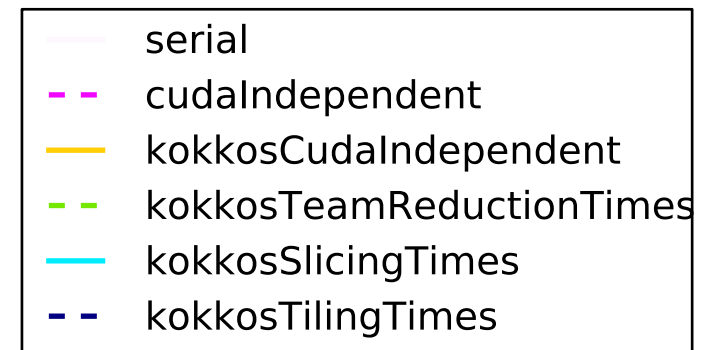 serial
cudaIndependent
kokkosCudaIndependent
kokkosTeamReductionTimes
kokkosSlicingTimes
kokkosTilingTimes